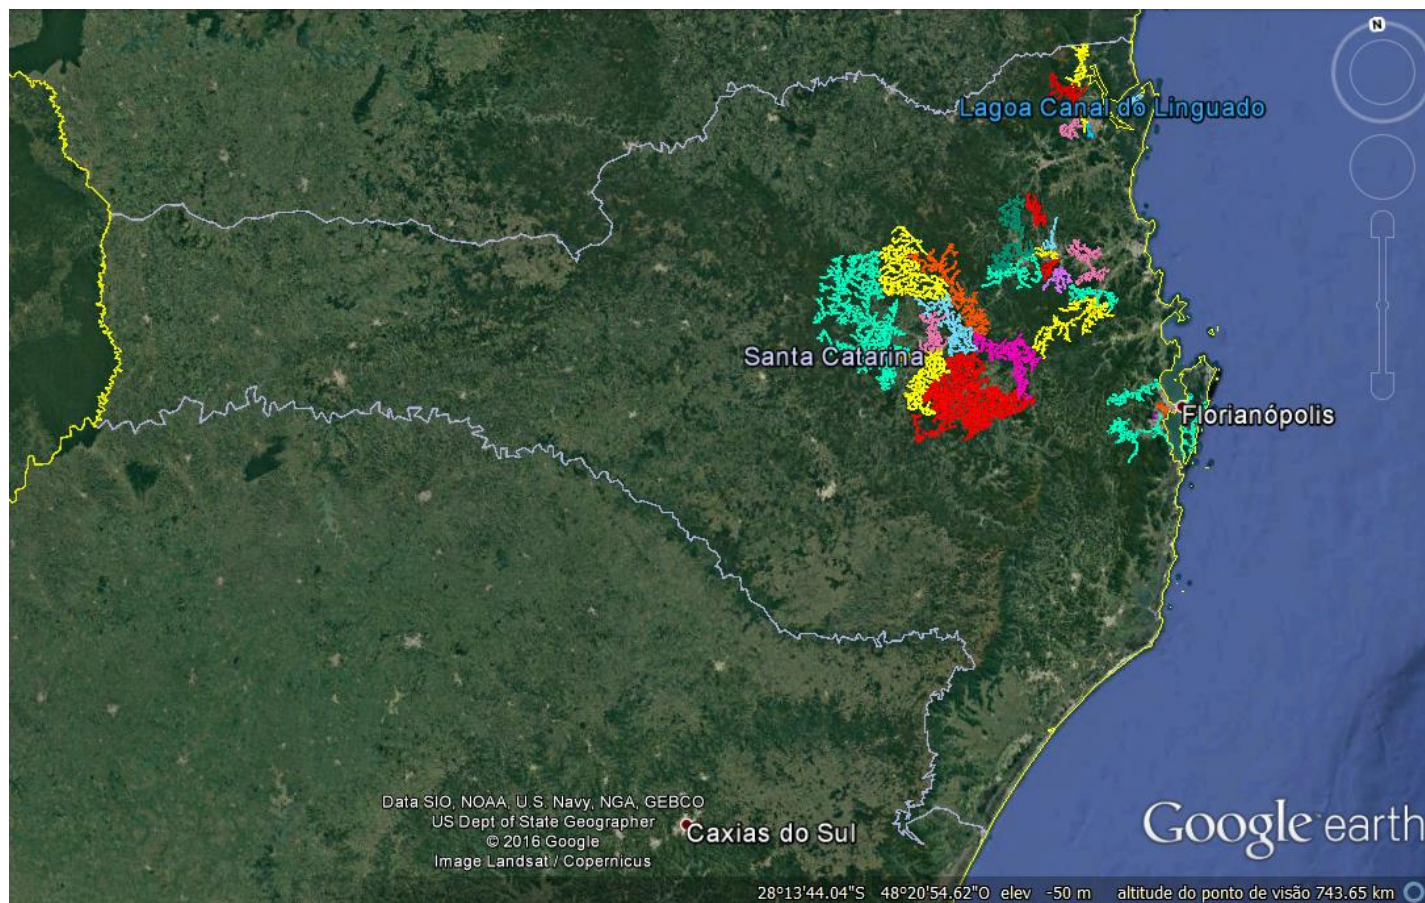 N
Lagoa Canal do Linguado
Santa Catarina
Florianópolis
Data SIO, NOAA, U.S. Navy, NGA, GEBCO
US Dept of State Geographer
© 2016 Google
Image Landsat / Copernicus
Caxias do Sul
Google earth
28°13'44.04"S 48°20'54.62"O elev -50 m altitude do ponto de visão 743.65 km